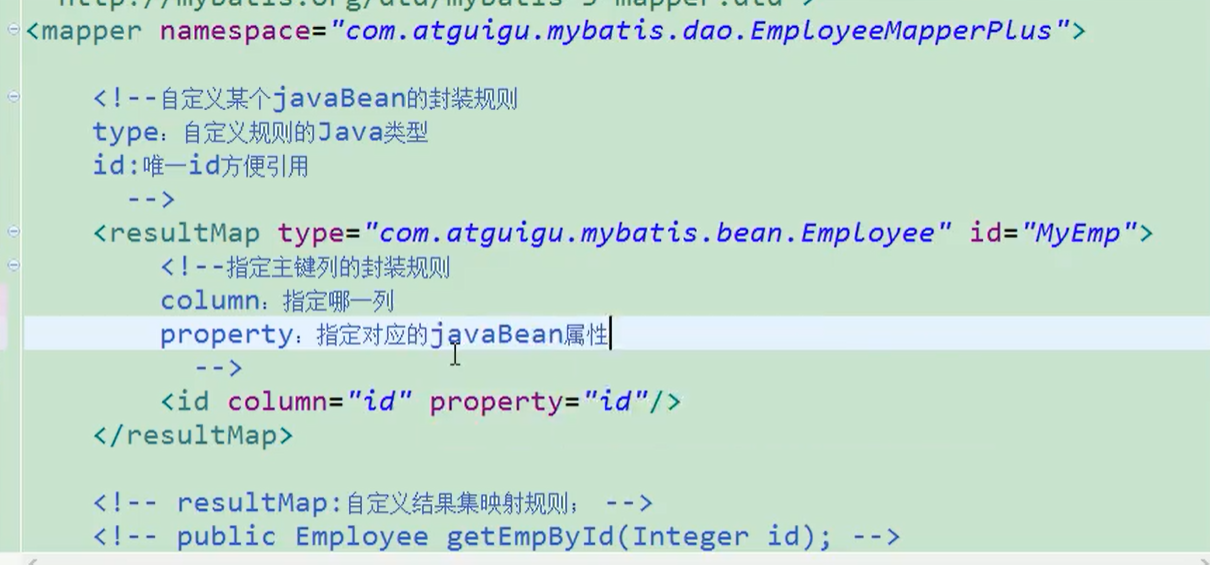 http://mybatis.org/dtd/mybatis-3-mapper.dtd">
<mapper namespace="com.atguigu.mybatis.dao.EmployeeMapperPlus">
<!--自定义某个javaBean的封装规则
type：自定义规则的Java类型
id:唯一id方便引用
-->
<resultMap type="com.atguigu.mybatis.bean.Employee" id="MyEmp">
<!--指定主键列的封装规则
column：指定哪一列
property：指定对应的javaBean属性
-->
<id column="id" property="id"/>
</resultMap>
<!-- resultMap:自定义结果集映射规则； -->
<!-- public Employee getEmpById(Integer id); -->